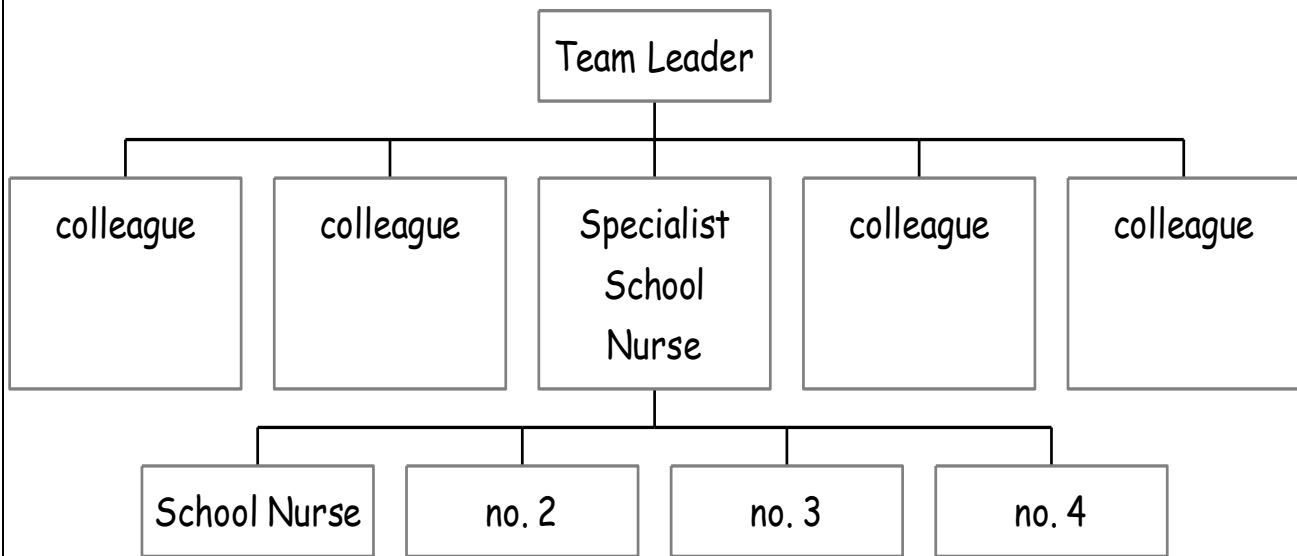 Team Leader
colleague
colleague
Specialist
School
Nurse
colleague
colleague
School Nurse
no. 2
no. 3
no. 4